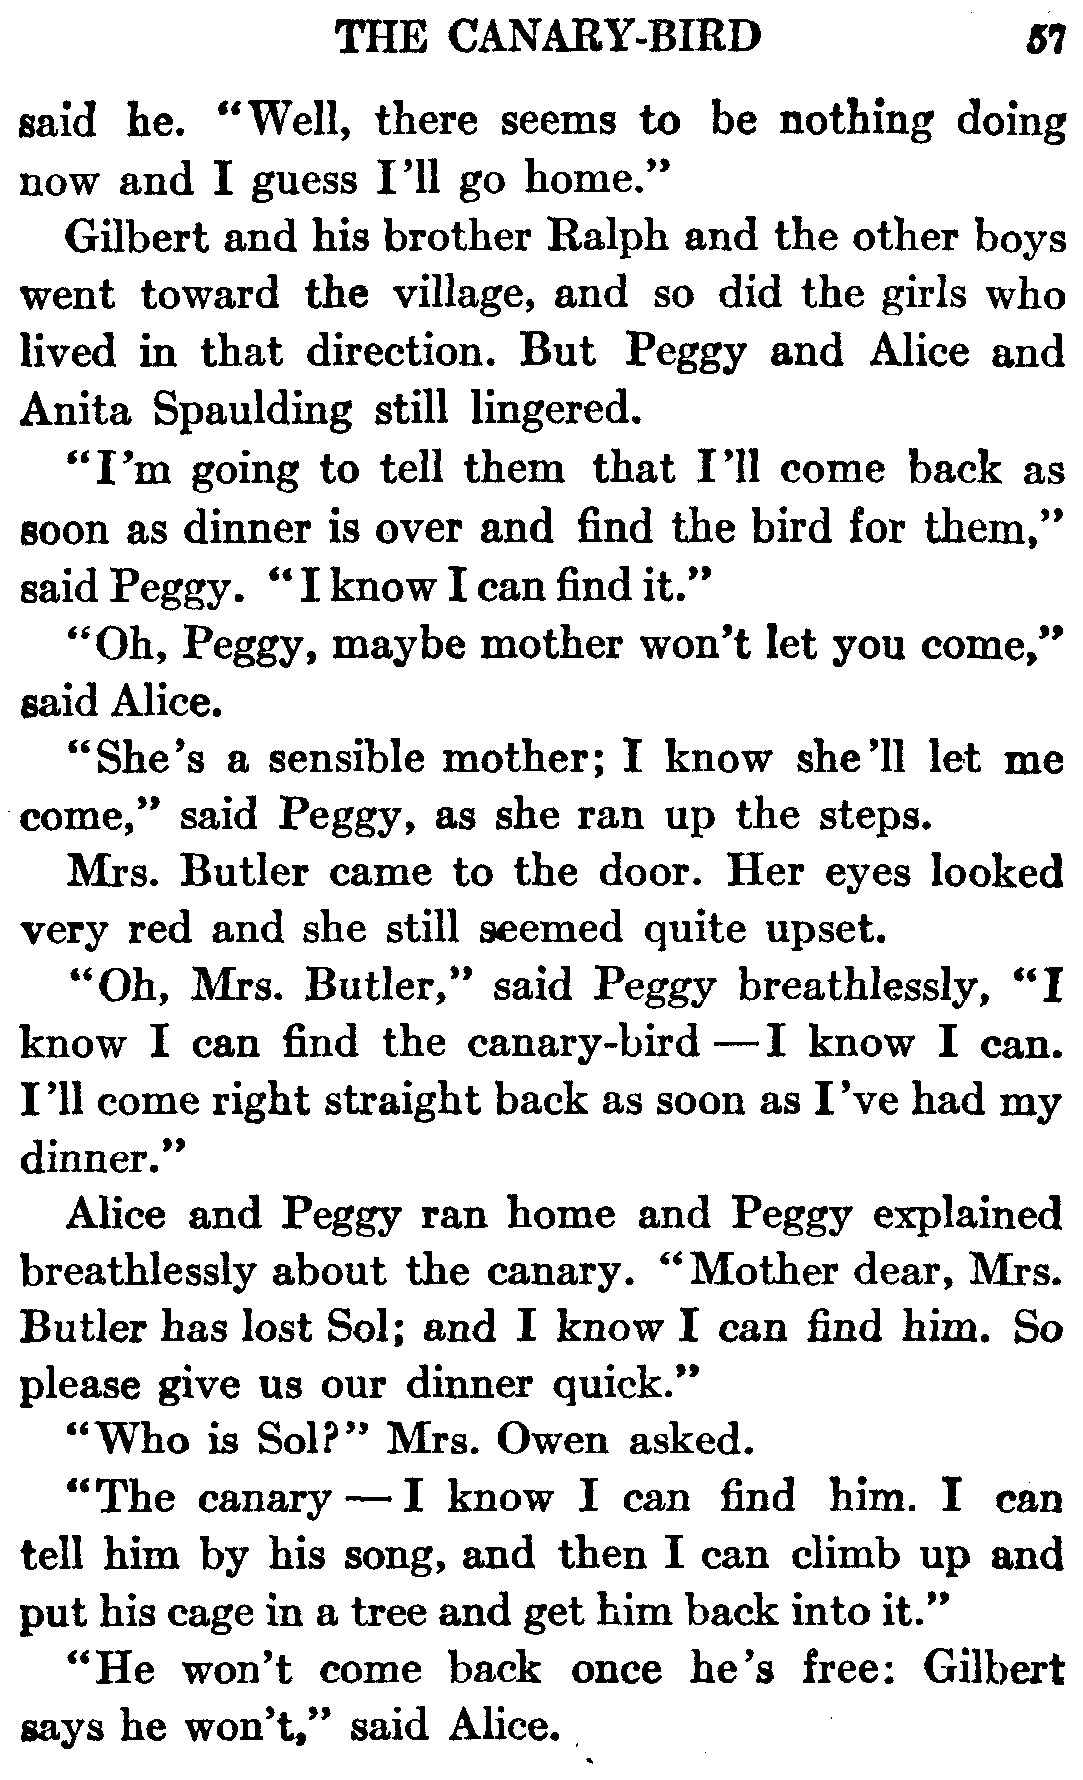 THE CANARY-BIRD 57
said he. "Well, there seems to be nothing doing
now and I guess I'll go home."
Gilbert and his brother Ralph and the other boys
went toward the village, and so did the girls who
lived in that direction. But Peggy and Alice and
Anita Spaulding still lingered.
"I'm going to tell them that I'll come back as
soon as dinner is over and find the bird for them,"
said Peggy. "I know I can find it."
"Oh, Peggy, maybe mother won't let you come,"
said Alice.
"She's a sensible mother; I know she'll let me
come," said Peggy, as she ran up the steps.
Mrs. Butler came to the door. Her eyes looked
very red and she still seemed quite upset.
"Oh, Mrs. Butler," said Peggy breathlessly, "I
know I can find the canary-bird — I know I can.
I'll come right straight back as soon as I've had my
dinner."
Alice and Peggy ran home and Peggy explained
breathlessly about the canary. "Mother dear, Mrs.
Butler has lost Sol; and I know I can find him. So
please give us our dinner quick."
"Who is Sol?" Mrs. Owen asked.
"The canary — I know I can find him. I can
tell him by his song, and then I can climb up and
put his cage in a tree and get him back into it."
"He won't come back once he's free: Gilbert
says he won't," said Alice.